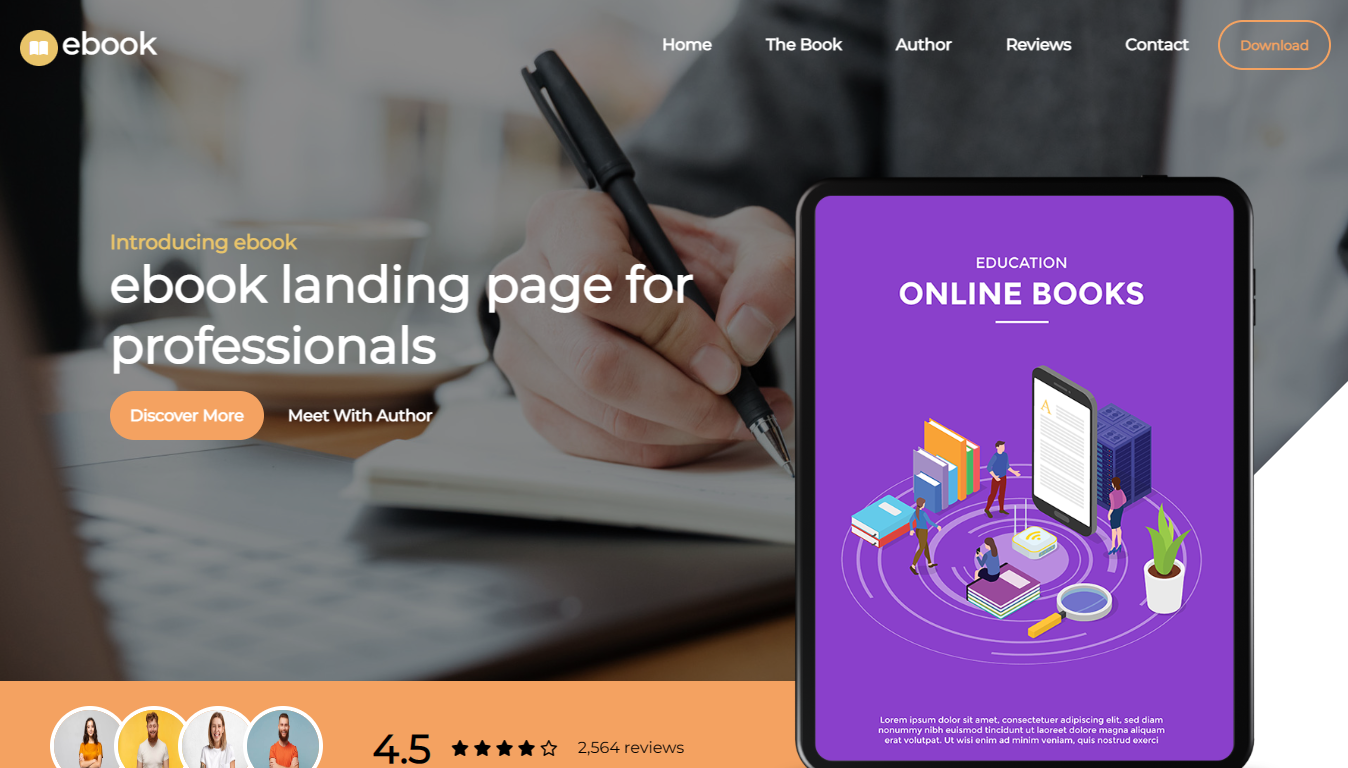 ebook
Home The Book Author Reviews Contact Download
Introducing ebook
ebook landing page for
professionals
Discover More Meet With Author
EDUCATION
ONLINE BOOKS
A
Lorem ipsum dolor sit amet, consectetuer adipiscing elit, sed diam
nonummy nibh euismod tincidunt ut laoreet dolore magna aliquam
erat volutpat. Ut wisi enim ad minim veniam, quis nostrud exerci
4.5 2,564 reviews